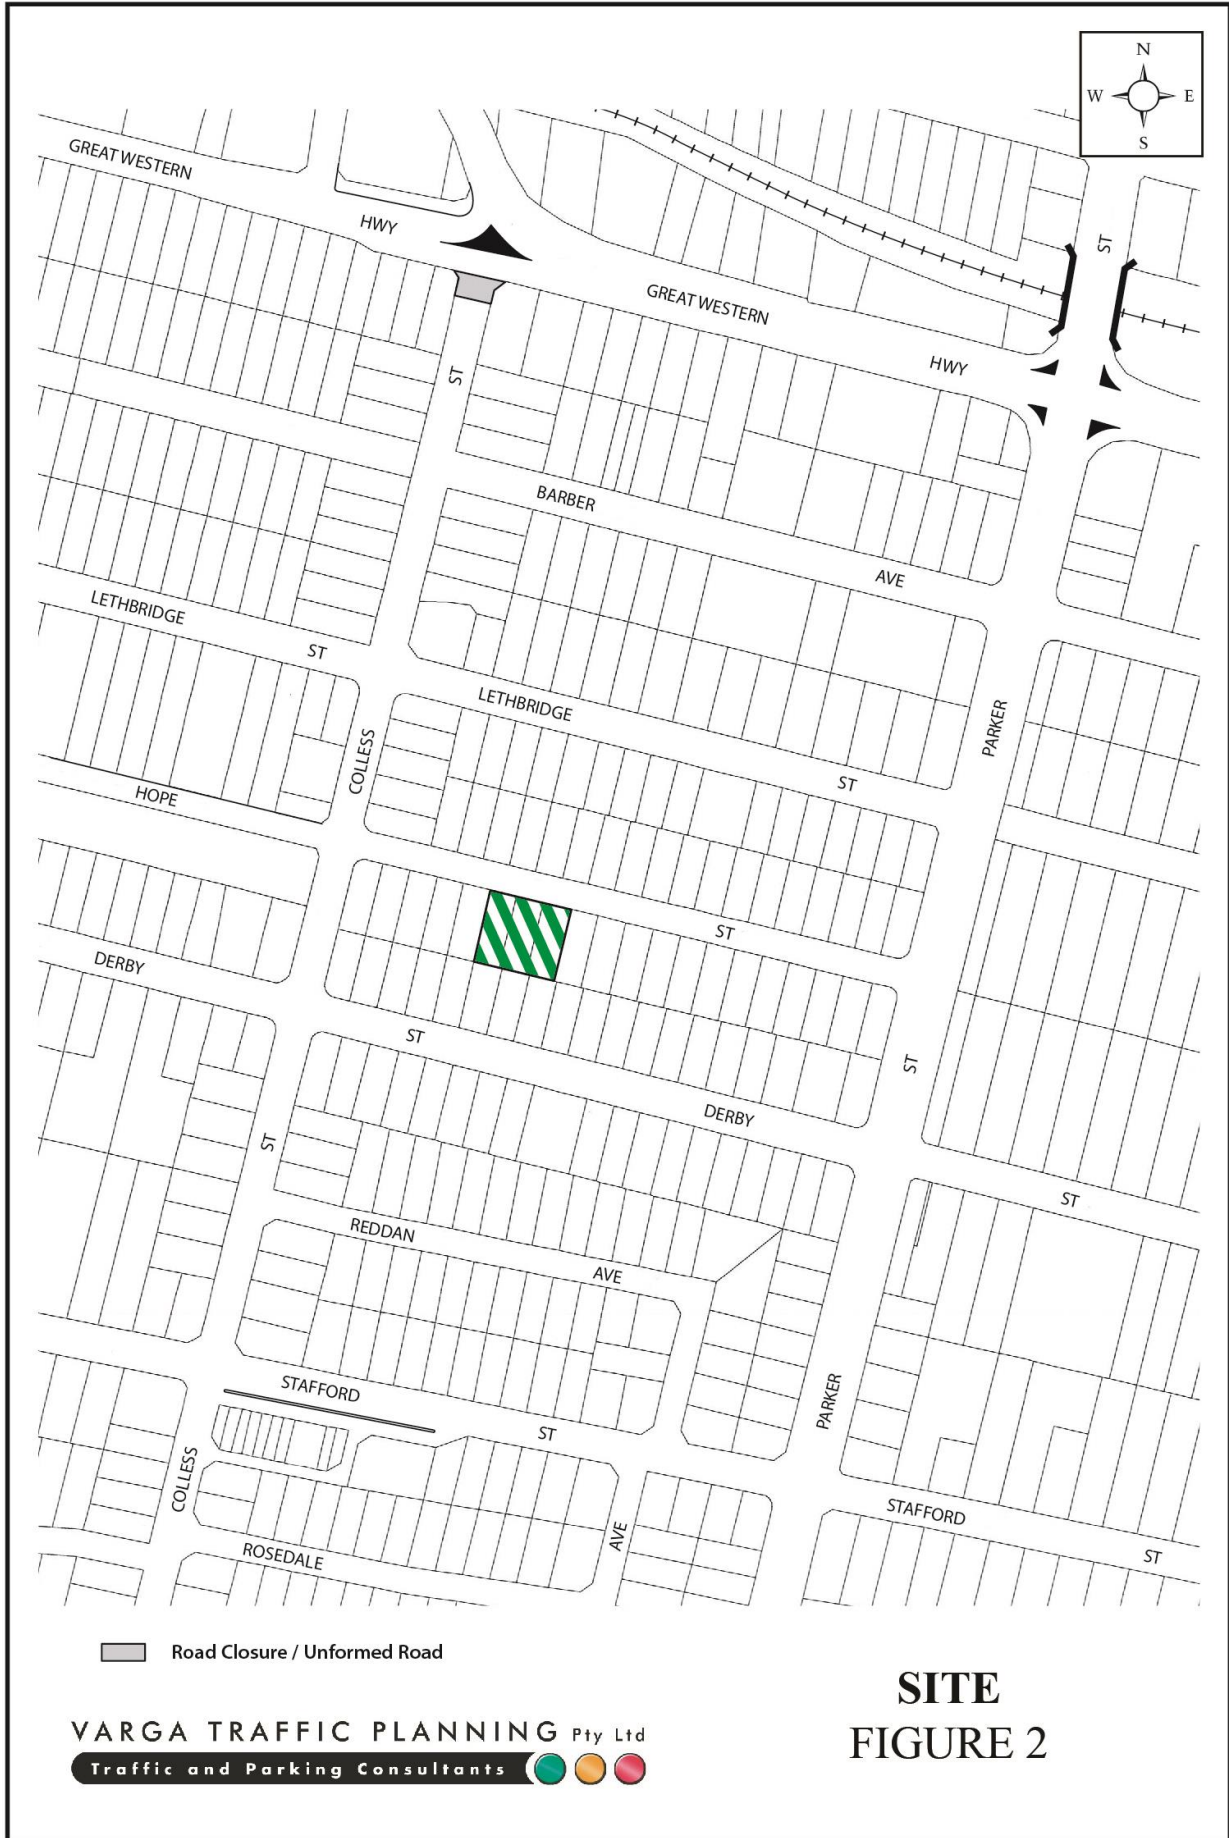 N
W E
S
GREAT WESTERN
HWY
ST
GREAT WESTERN
HWY
ST
BARBER
AVE
LETHBRIDGE
ST
LETHBRIDGE
PARKER
COLLESS
ST
HOPE
ST
DERBY
ST
ST
DERBY
ST
ST
REDDAN
AVE
STAFFORD
PARKER
ST
COLLESS
STAFFORD
AVE
ST
ROSEDALE
Road Closure / Unformed Road
SITE
FIGURE 2
VARGA TRAFFIC PLANNING Pty Ltd
Traffic and Parking Consultants